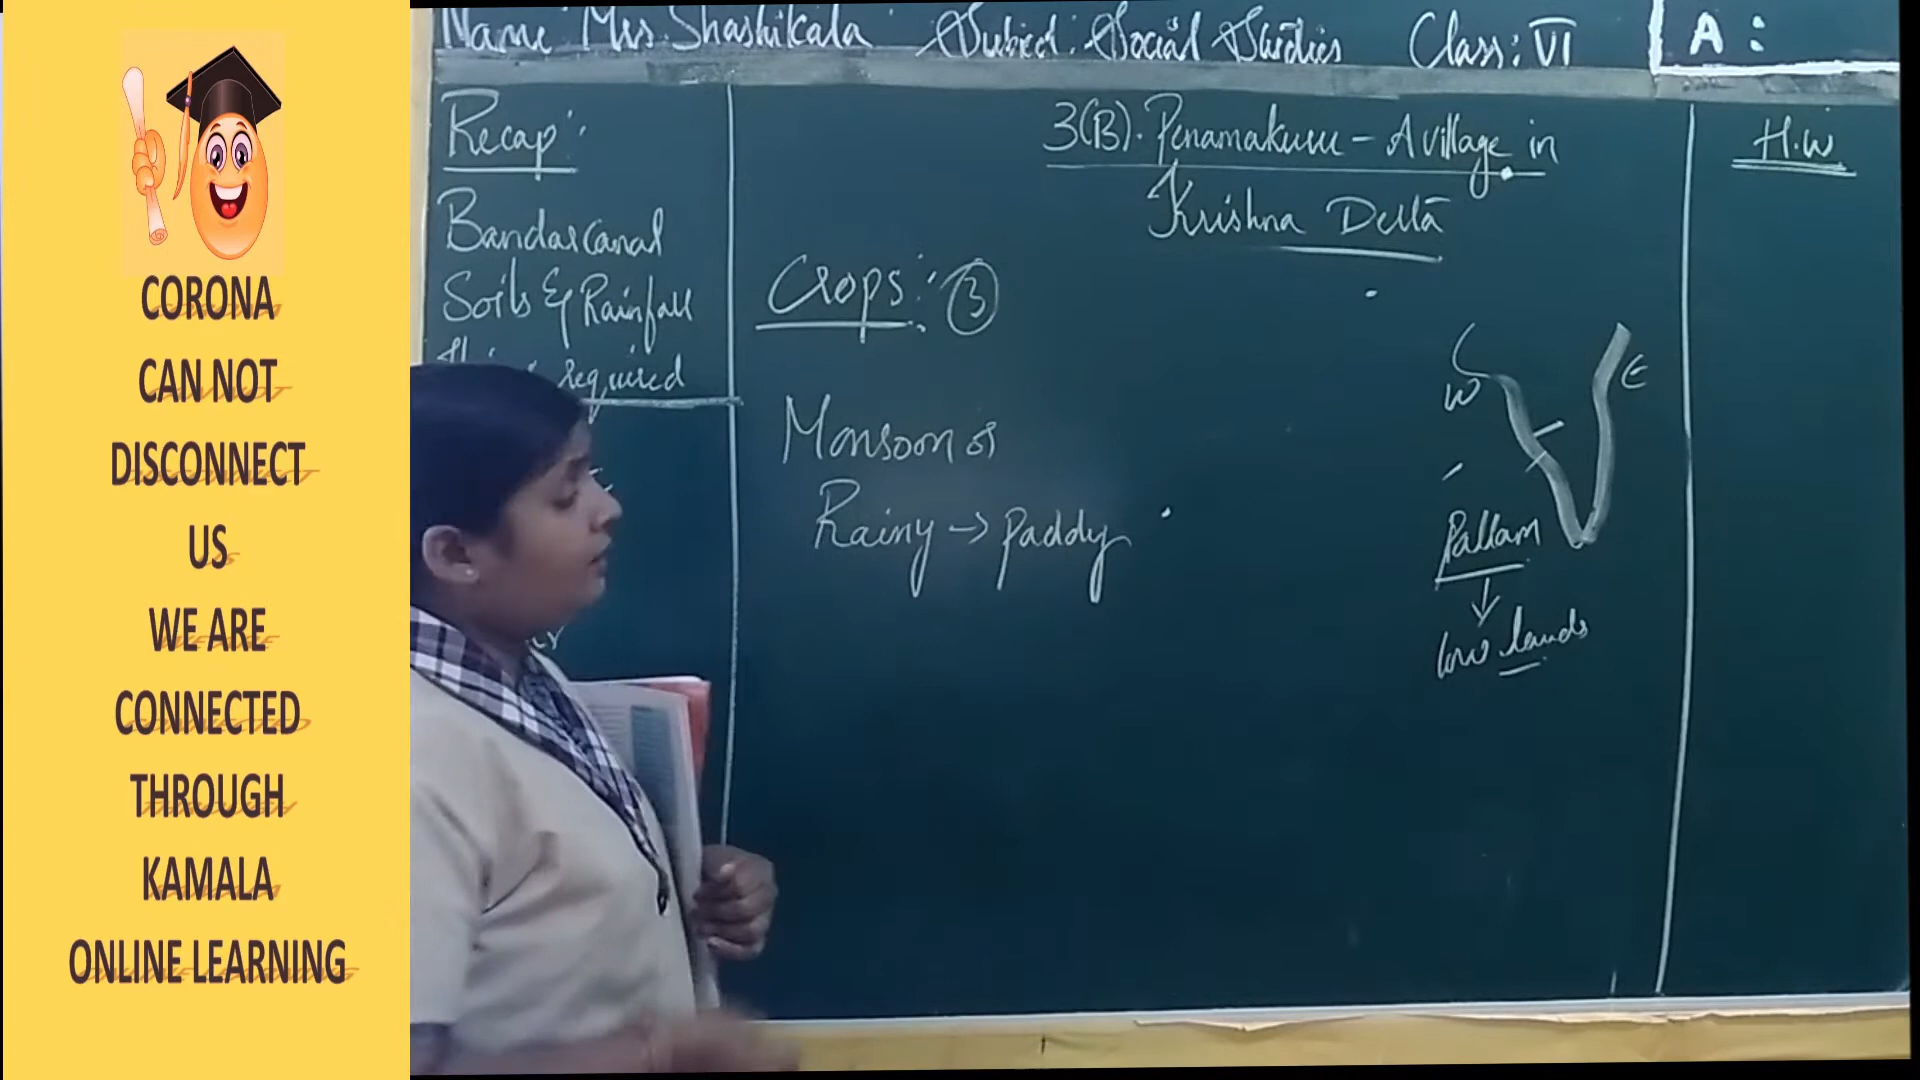 CORONA
CAN NOT
DISCONNECT
US
WE ARE
CONNECTED
THROUGH
KAMALA
ONLINE LEARNING
Name Mrs. Shashikala Subject: Social Studies Class: VI A:
Recap:
Bandar canal
Soils & Rainfall
required
3(B). Penamakuru - A village in
Krishna Delta
Crops: 3
Monsoon or
Rainy → Paddy
W E
Pallam
↓
low lands
H.W